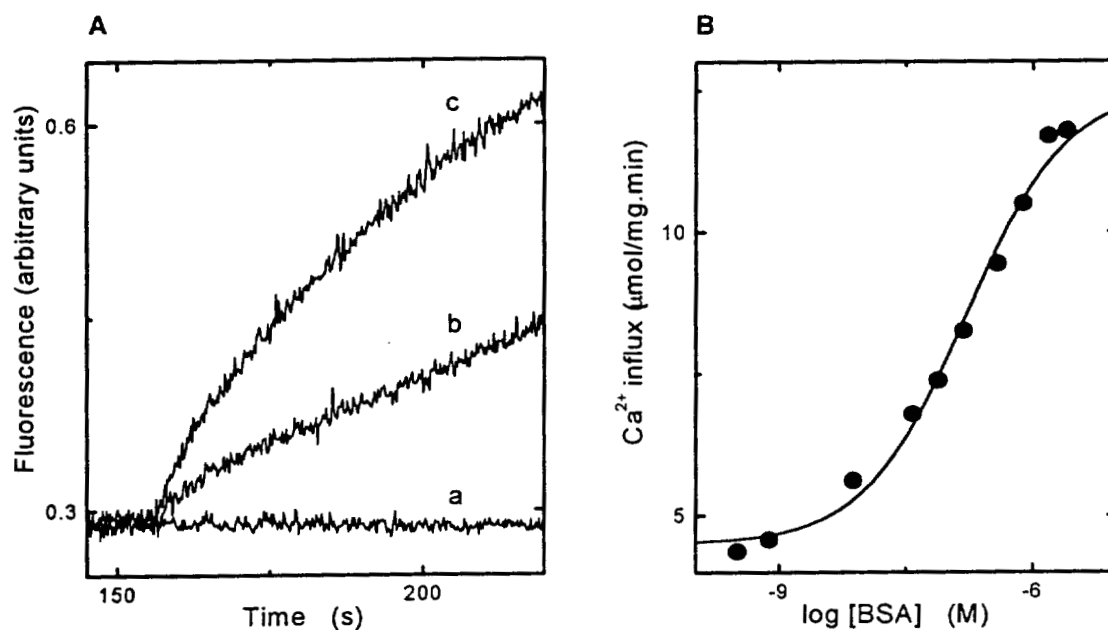 A
Fluorescence (arbitrary units)
0.6
0.3
c
b
a
150
200
Time (s)
B
Ca²⁺ influx (μmol/mg.min)
10
5
-9
-6
log [BSA] (M)